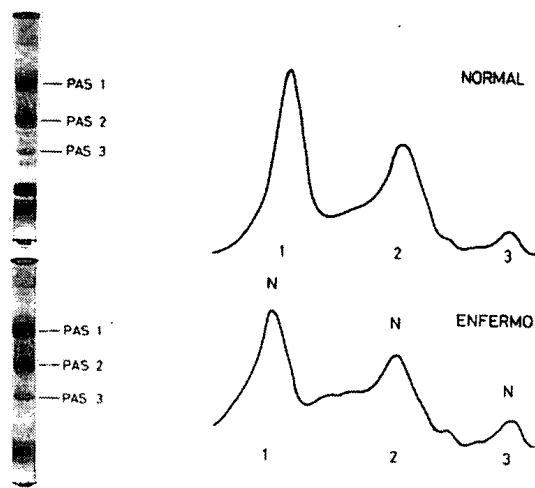 PAS 1
PAS 2
PAS 3
NORMAL
1 2 3
PAS 1
PAS 2
PAS 3
N N N
ENFERMO
1 2 3